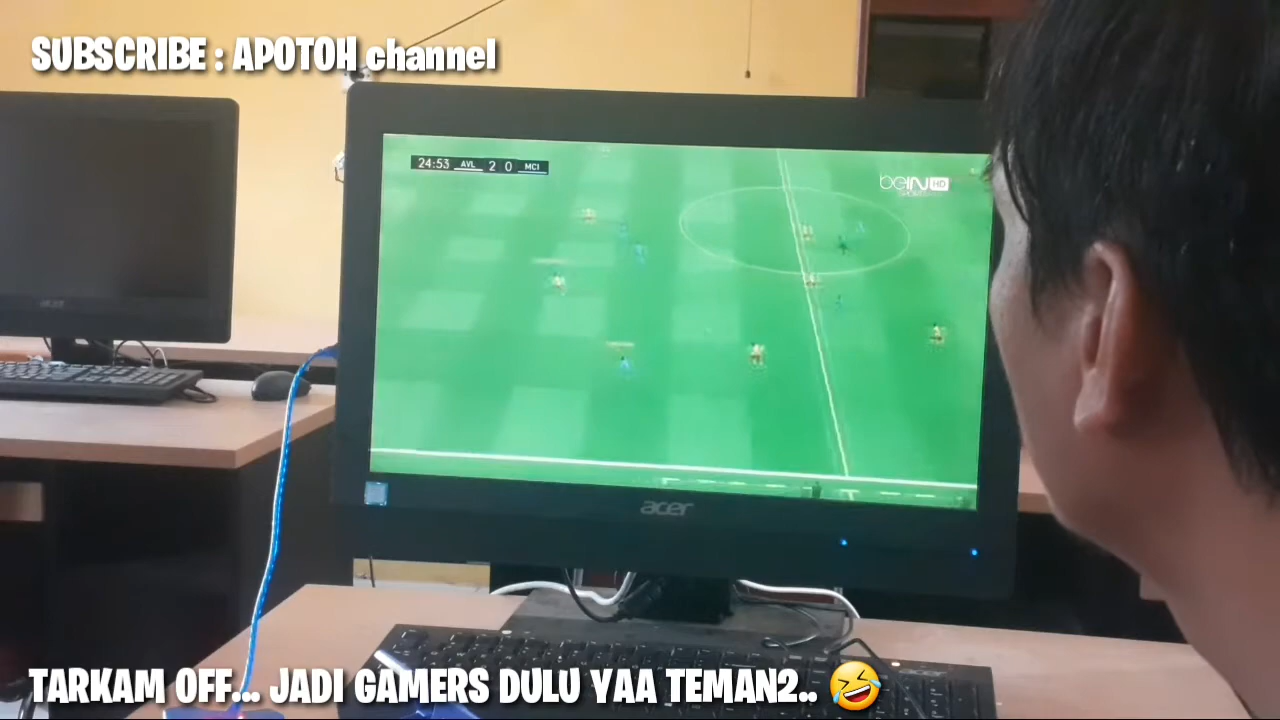 SUBSCRIBE : APOTOH channel
24:53 AVL 2 0 MCI
beIN HD
SPORTS
acer
TARKAM OFF... JADI GAMERS DULU YAA TEMAN2.. 🤣